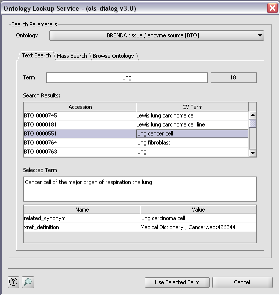 Ontology Lookup Service - (ols-dialog v3.0)
Search Parameters
Ontology: BRENDA tissue / enzyme source [BTO]
Text Search Mass Search Browse Ontology
Term lung
Search Results:
Accession CV Term
BTO:0000745 Lewis lung carcinoma cell
BTO:0000181 Lewis lung carcinoma cell line
BTO:0000551 lung cancer cell
BTO:0000764 lung fibroblast
BTO:0000763 lung
Selected Term
Cancer cell of the major organ of respiration the lung
Name Value
related_synonym lung carcinoma cell
xref_definition Medical Dictionary
Use Selected Term Cancel